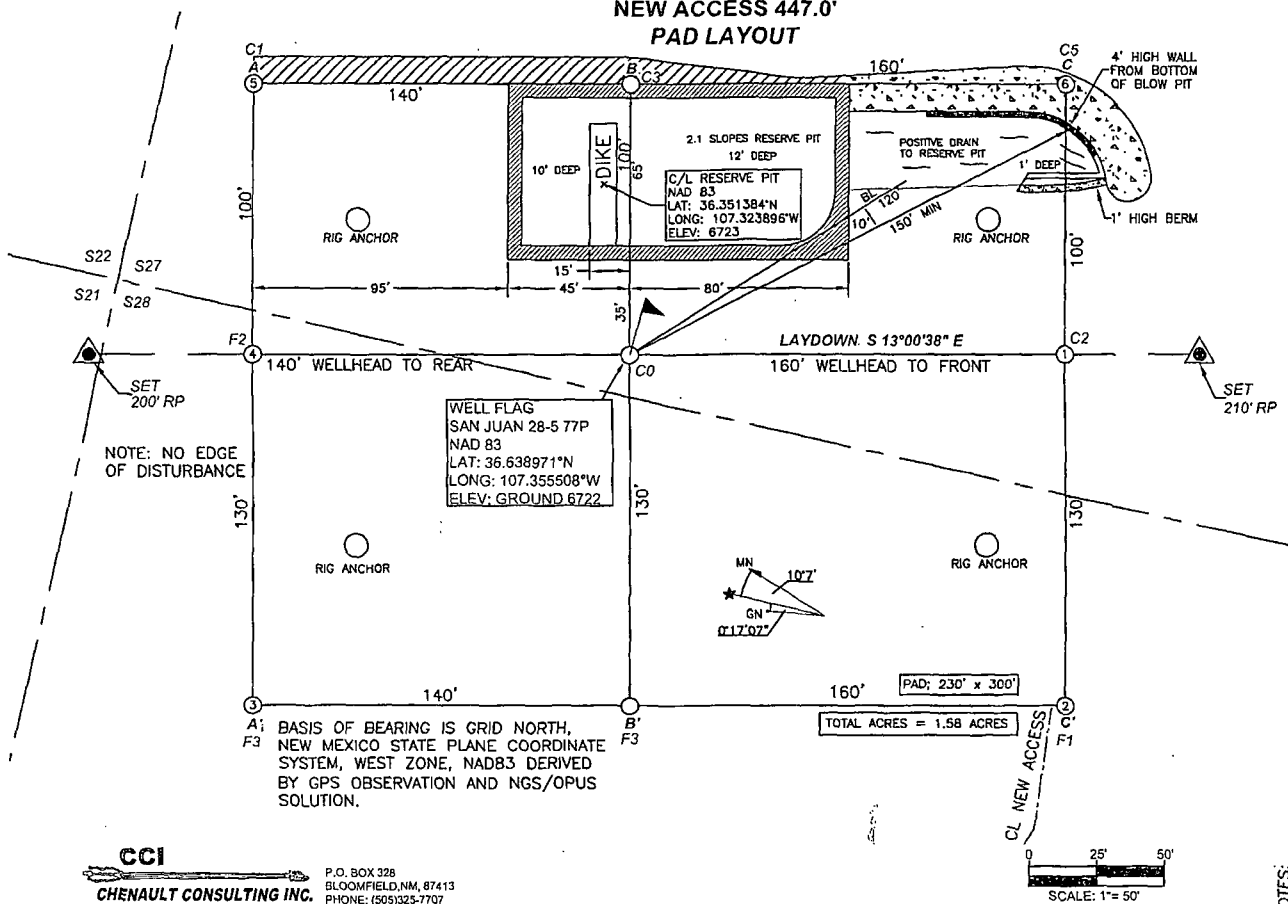 NEW ACCESS 447.0'
PAD LAYOUT
C1
A
5
140'
B
C3
160'
C5
C
6
4' HIGH WALL
FROM BOTTOM
OF BLOW PIT
100'
10' DEEP
DIKE
100'
65'
2.1 SLOPES RESERVE PIT
12' DEEP
C/L RESERVE PIT
NAD 83
LAT: 36.351384°N
LONG: 107.323896°W
ELEV: 6723
POSITIVE DRAIN
TO RESERVE PIT
1' DEEP
1' HIGH BERM
BL
10'
120'
150' MIN
RIG ANCHOR
RIG ANCHOR
100'
S22
S27
S21
S28
15'
95'
45'
80'
35'
F2
4
140' WELLHEAD TO REAR
C0
LAYDOWN S 13°00'38" E
160' WELLHEAD TO FRONT
C2
1
SET
200' RP
SET
210' RP
NOTE: NO EDGE
OF DISTURBANCE
WELL FLAG
SAN JUAN 28-5 77P
NAD 83
LAT: 36.638971°N
LONG: 107.355508°W
ELEV: GROUND 6722
130'
130'
130'
RIG ANCHOR
RIG ANCHOR
MN
10°7'
GN
0°17'07"
140'
160'
PAD; 230' x 300'
TOTAL ACRES = 1.58 ACRES
3
A'
F3
B'
F3
2
C'
F1
BASIS OF BEARING IS GRID NORTH,
NEW MEXICO STATE PLANE COORDINATE
SYSTEM, WEST ZONE, NAD83 DERIVED
BY GPS OBSERVATION AND NGS/OPUS
SOLUTION.
CL NEW ACCESS
CCI
CHENAULT CONSULTING INC.
P.O. BOX 328
BLOOMFIELD,NM, 87413
PHONE: (505)325-7707
0 25' 50'
SCALE: 1"= 50'
NOTES: